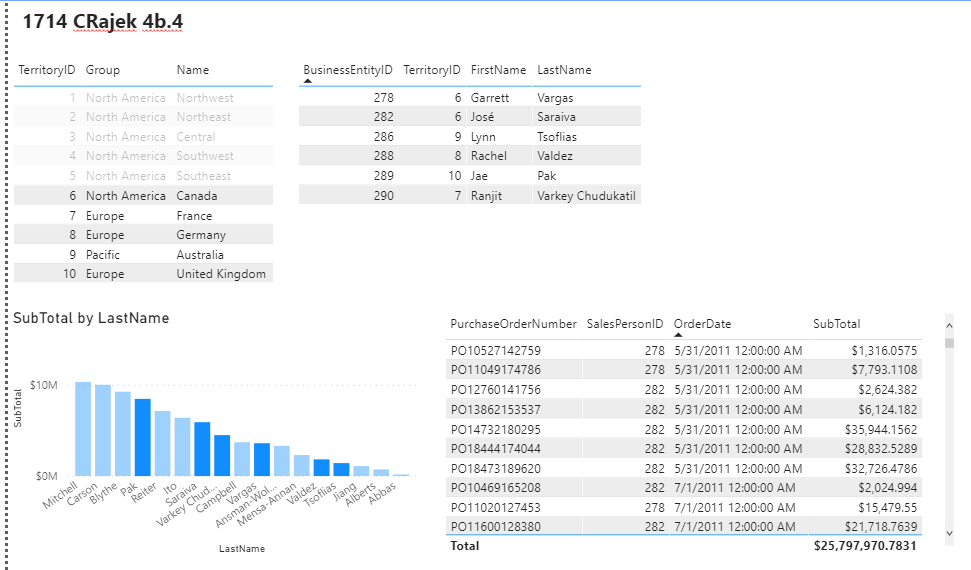 1714 CRajek 4b.4
TerritoryID Group Name
1 North America Northwest
2 North America Northeast
3 North America Central
4 North America Southwest
5 North America Southeast
6 North America Canada
7 Europe France
8 Europe Germany
9 Pacific Australia
10 Europe United Kingdom
BusinessEntityID TerritoryID FirstName LastName
278 6 Garrett Vargas
282 6 José Saraiva
286 9 Lynn Tsoflias
288 8 Rachel Valdez
289 10 Jae Pak
290 7 Ranjit Varkey Chudukatil
SubTotal by LastName
SubTotal
$10M
$0M
Mitchell
Carson
Blythe
Pak
Reiter
Ito
Saraiva
Varkey Chud...
Campbell
Vargas
Ansman-Wol...
Mensa-Annan
Valdez
Tsoflias
Jiang
Alberts
Abbas
LastName
PurchaseOrderNumber SalesPersonID OrderDate SubTotal
PO10527142759 278 5/31/2011 12:00:00 AM $1,316.0575
PO11049174786 278 5/31/2011 12:00:00 AM $7,793.1108
PO12760141756 282 5/31/2011 12:00:00 AM $2,624.382
PO13862153537 282 5/31/2011 12:00:00 AM $6,124.182
PO14732180295 282 5/31/2011 12:00:00 AM $35,944.1562
PO18444174044 282 5/31/2011 12:00:00 AM $28,832.5289
PO18473189620 282 5/31/2011 12:00:00 AM $32,726.4786
PO10469165208 282 7/1/2011 12:00:00 AM $2,024.994
PO11020127453 278 7/1/2011 12:00:00 AM $15,479.55
PO11600128380 282 7/1/2011 12:00:00 AM $21,718.7639
Total $25,797,970.7831